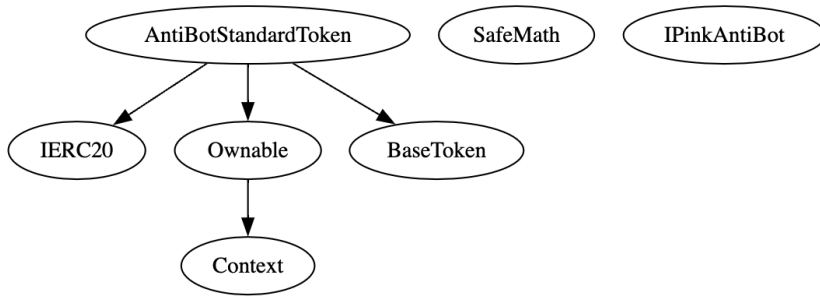 AntiBotStandardToken
SafeMath
IPinkAntiBot
IERC20
Ownable
BaseToken
Context